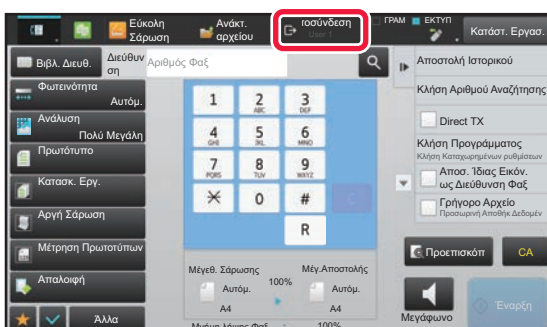 Εύκολη
Σάρωση
Ανάκτ.
αρχείου
ιοσύνδεση
User 1
ΓΡΑΜ
ΕΚΤΥΠ
Κατάστ. Εργασ.
Βιβλ. Διευθ.
Διεύθυν
ση
Αριθμός Φαξ
Φωτεινότητα
Αυτόμ.
Ανάλυση
Πολύ Μεγάλη
Πρωτότυπο
Κατασκ. Εργ.
Αργή Σάρωση
Μέτρηση Πρωτοτύπων
Απαλοιφή
Άλλα
1
2
ABC
3
DEF
4
GHI
5
JKL
6
MNO
7
PQRS
8
TUV
9
WXYZ
0
#
C
R
Μέγεθ. Σάρωσης
Μέγ.Αποστολής
100%
Αυτόμ.
Αυτόμ.
A4
A4
Μνήμη λήψης Φαξ
100%
Αποστολή Ιστορικού
Κλήση Αριθμού Αναζήτησης
Direct TX
Κλήση Προγράμματος
Κλήση Καταχωρημένων ρυθμίσεων
Αποσ. Ίδιας Εικόν.
ως Διεύθυνση Φαξ
Γρήγορο Αρχείο
Προσωρινή Αποθήκ Δεδομέν
Προεπισκόπ
CA
Μεγάφωνο
Έναρξη